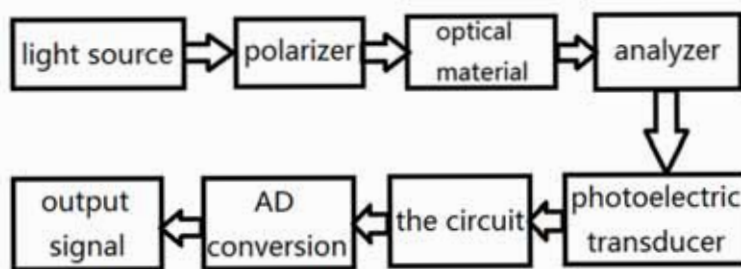 light source
polarizer
optical
material
analyzer
photoelectric
transducer
the circuit
AD
conversion
output
signal